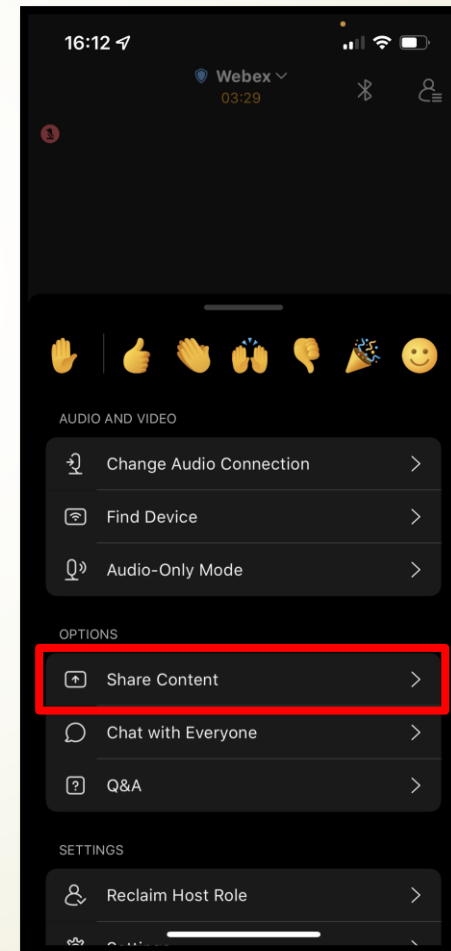 16:12
Webex
03:29
AUDIO AND VIDEO
Change Audio Connection
Find Device
Audio-Only Mode
OPTIONS
Share Content
Chat with Everyone
Q&A
SETTINGS
Reclaim Host Role